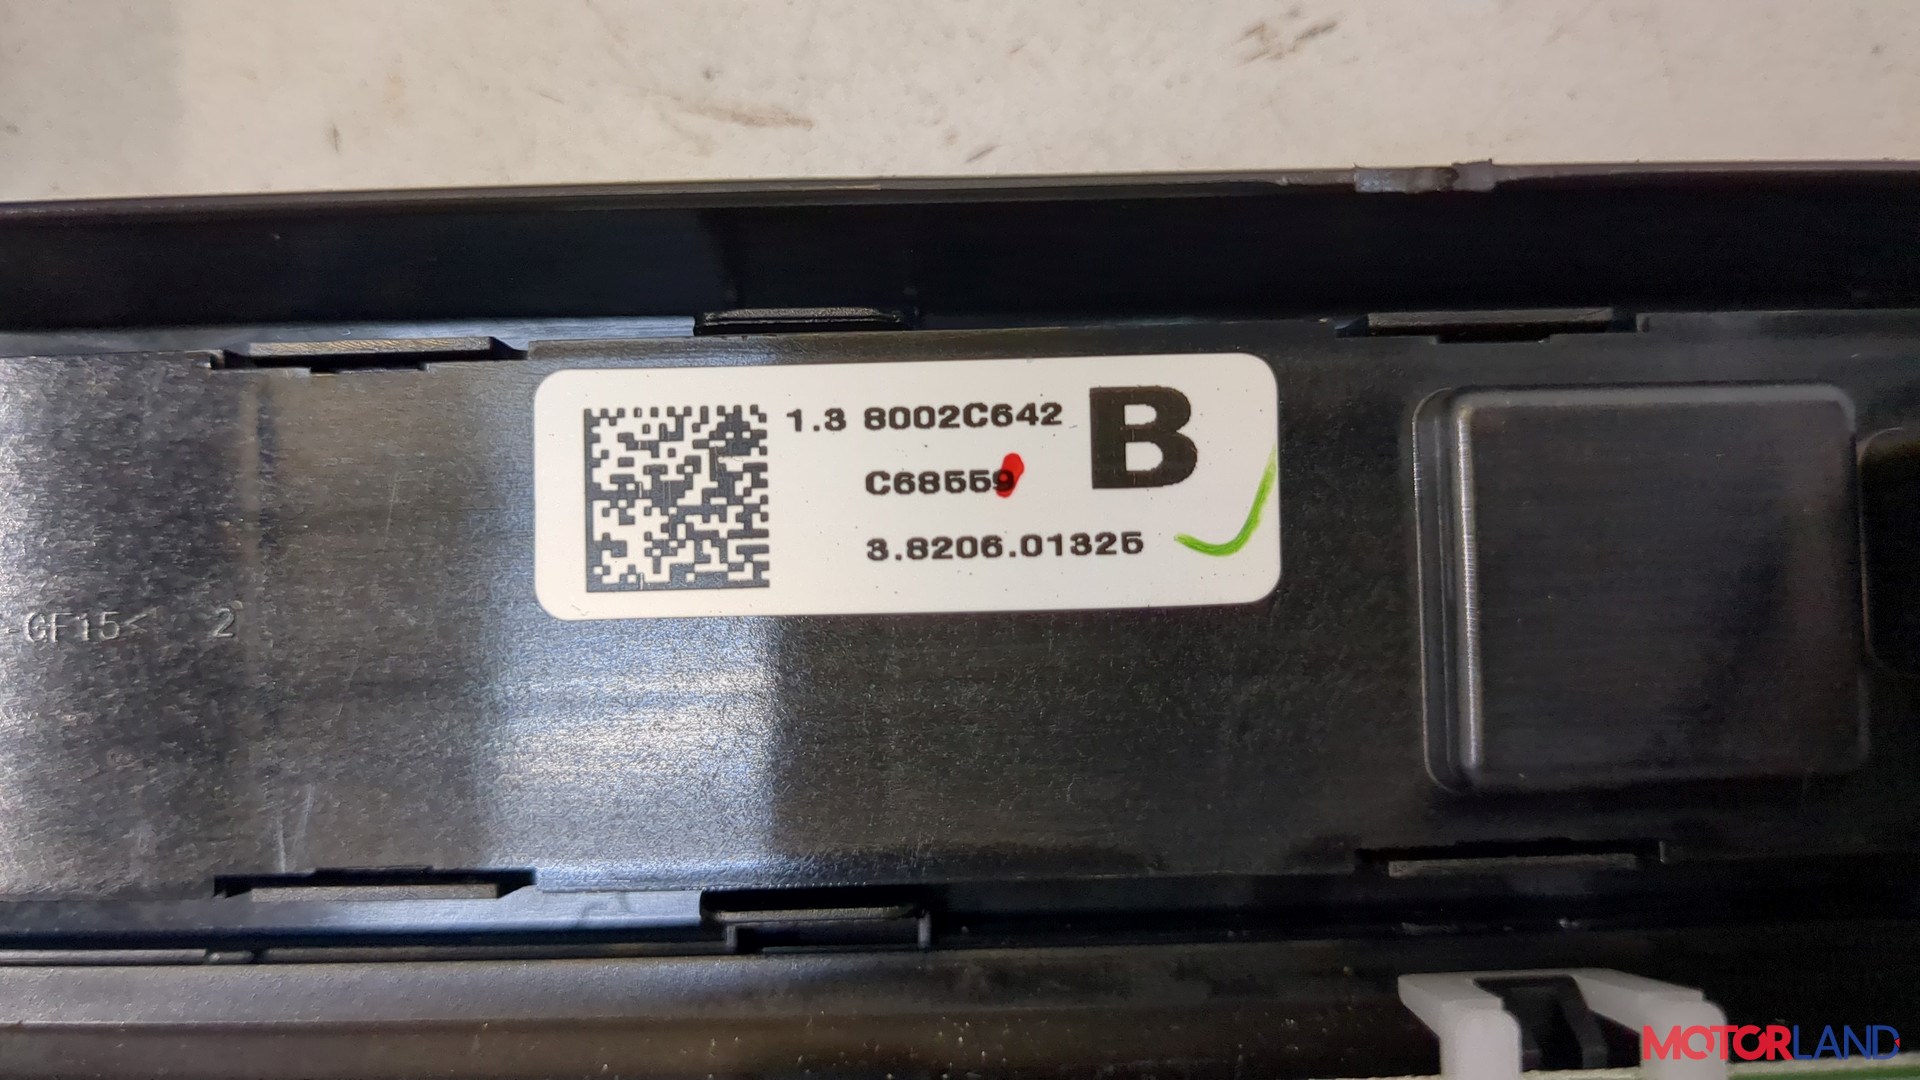 1.3 8002C642 B
C68559
3.8206.01325
-GF15< 2
MOTORLAND